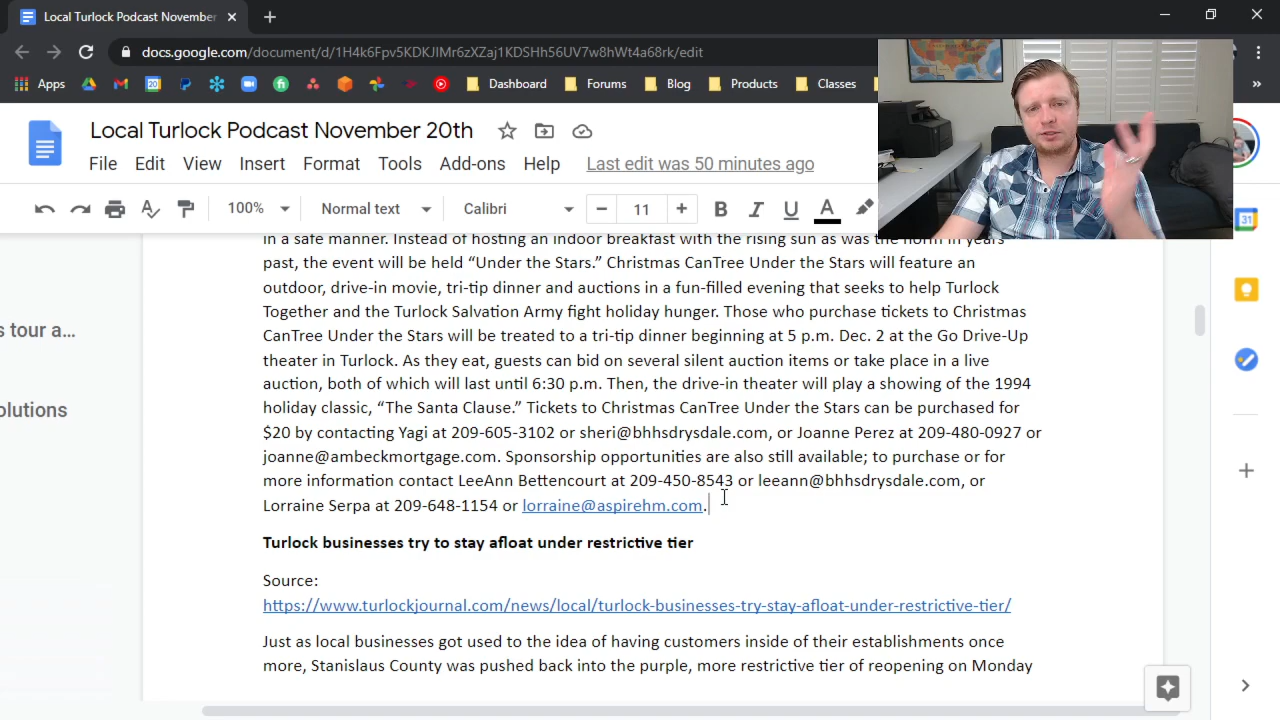 Local Turlock Podcast November
docs.google.com/document/d/1H4k6Fpv5KDKJIMr6zXZaj1KDSHh56UV7w8hWt4a68rk/edit
Apps
Dashboard
Forums
Blog
Products
Classes
Local Turlock Podcast November 20th
File Edit View Insert Format Tools Add-ons Help Last edit was 50 minutes ago
100% Normal text Calibri 11 B I U A
in a safe manner. Instead of hosting an indoor breakfast with the rising sun as was the norm in years
past, the event will be held “Under the Stars.” Christmas CanTree Under the Stars will feature an
outdoor, drive-in movie, tri-tip dinner and auctions in a fun-filled evening that seeks to help Turlock
Together and the Turlock Salvation Army fight holiday hunger. Those who purchase tickets to Christmas
CanTree Under the Stars will be treated to a tri-tip dinner beginning at 5 p.m. Dec. 2 at the Go Drive-Up
theater in Turlock. As they eat, guests can bid on several silent auction items or take place in a live
auction, both of which will last until 6:30 p.m. Then, the drive-in theater will play a showing of the 1994
holiday classic, “The Santa Clause.” Tickets to Christmas CanTree Under the Stars can be purchased for
$20 by contacting Yagi at 209-605-3102 or sheri@bhhsdrysdale.com, or Joanne Perez at 209-480-0927 or
joanne@ambeckmortgage.com. Sponsorship opportunities are also still available; to purchase or for
more information contact LeeAnn Bettencourt at 209-450-8543 or leeann@bhhsdrysdale.com, or
Lorraine Serpa at 209-648-1154 or lorraine@aspirehm.com.
s tour a...
olutions
Turlock businesses try to stay afloat under restrictive tier
Source:
https://www.turlockjournal.com/news/local/turlock-businesses-try-stay-afloat-under-restrictive-tier/
Just as local businesses got used to the idea of having customers inside of their establishments once
more, Stanislaus County was pushed back into the purple, more restrictive tier of reopening on Monday